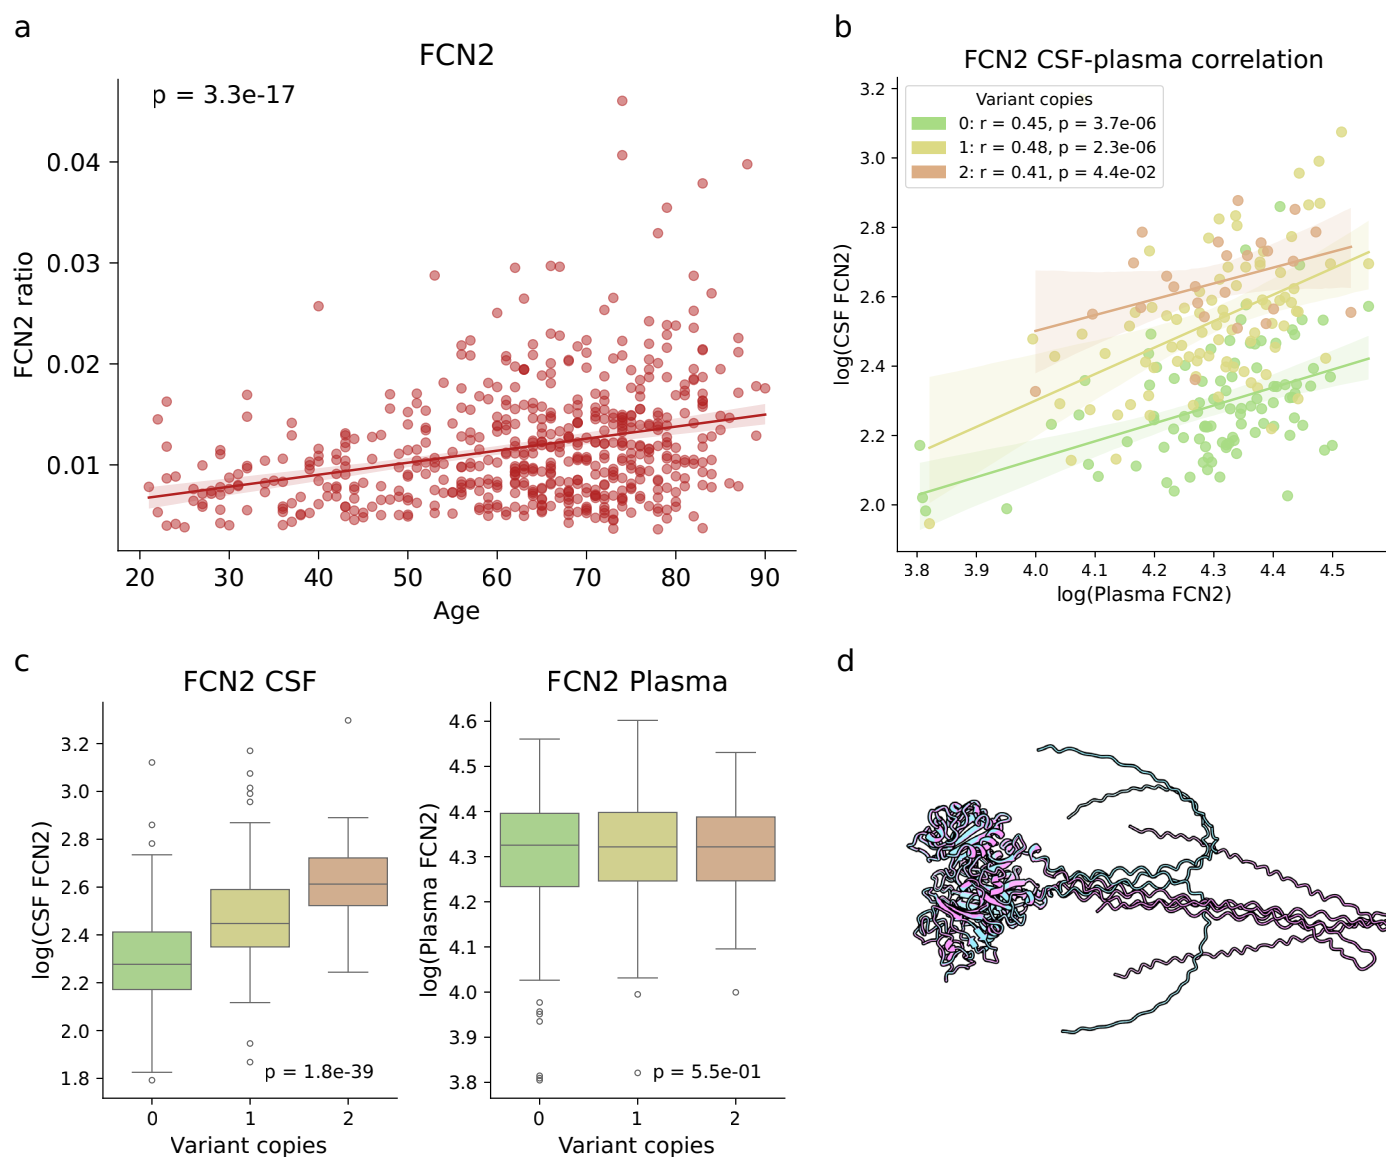 a
FCN2
p = 3.3e-17
FCN2 ratio
0.04
0.03
0.02
0.01
20 30 40 50 60 70 80 90
Age
b
FCN2 CSF-plasma correlation
Variant copies
0: r = 0.45, p = 3.7e-06
1: r = 0.48, p = 2.3e-06
2: r = 0.41, p = 4.4e-02
log(CSF FCN2)
3.2
3.0
2.8
2.6
2.4
2.2
2.0
3.8 3.9 4.0 4.1 4.2 4.3 4.4 4.5
log(Plasma FCN2)
c
FCN2 CSF
log(CSF FCN2)
3.2
3.0
2.8
2.6
2.4
2.2
2.0
1.8
p = 1.8e-39
0 1 2
Variant copies
FCN2 Plasma
log(Plasma FCN2)
4.6
4.5
4.4
4.3
4.2
4.1
4.0
3.9
3.8
p = 5.5e-01
0 1 2
Variant copies
d